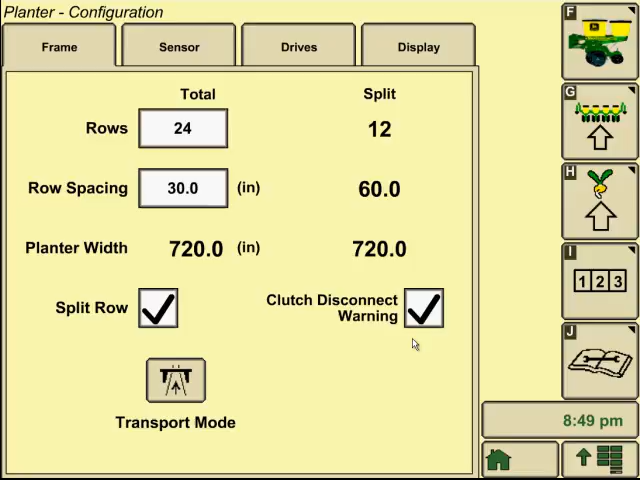 Planter - Configuration
Frame
Sensor
Drives
Display
Total
Split
Rows
24
12
Row Spacing
30.0
(in)
60.0
Planter Width
720.0
(in)
720.0
Split Row
Clutch Disconnect
Warning
Transport Mode
F
G
H
I
1 2 3
J
8:49 pm